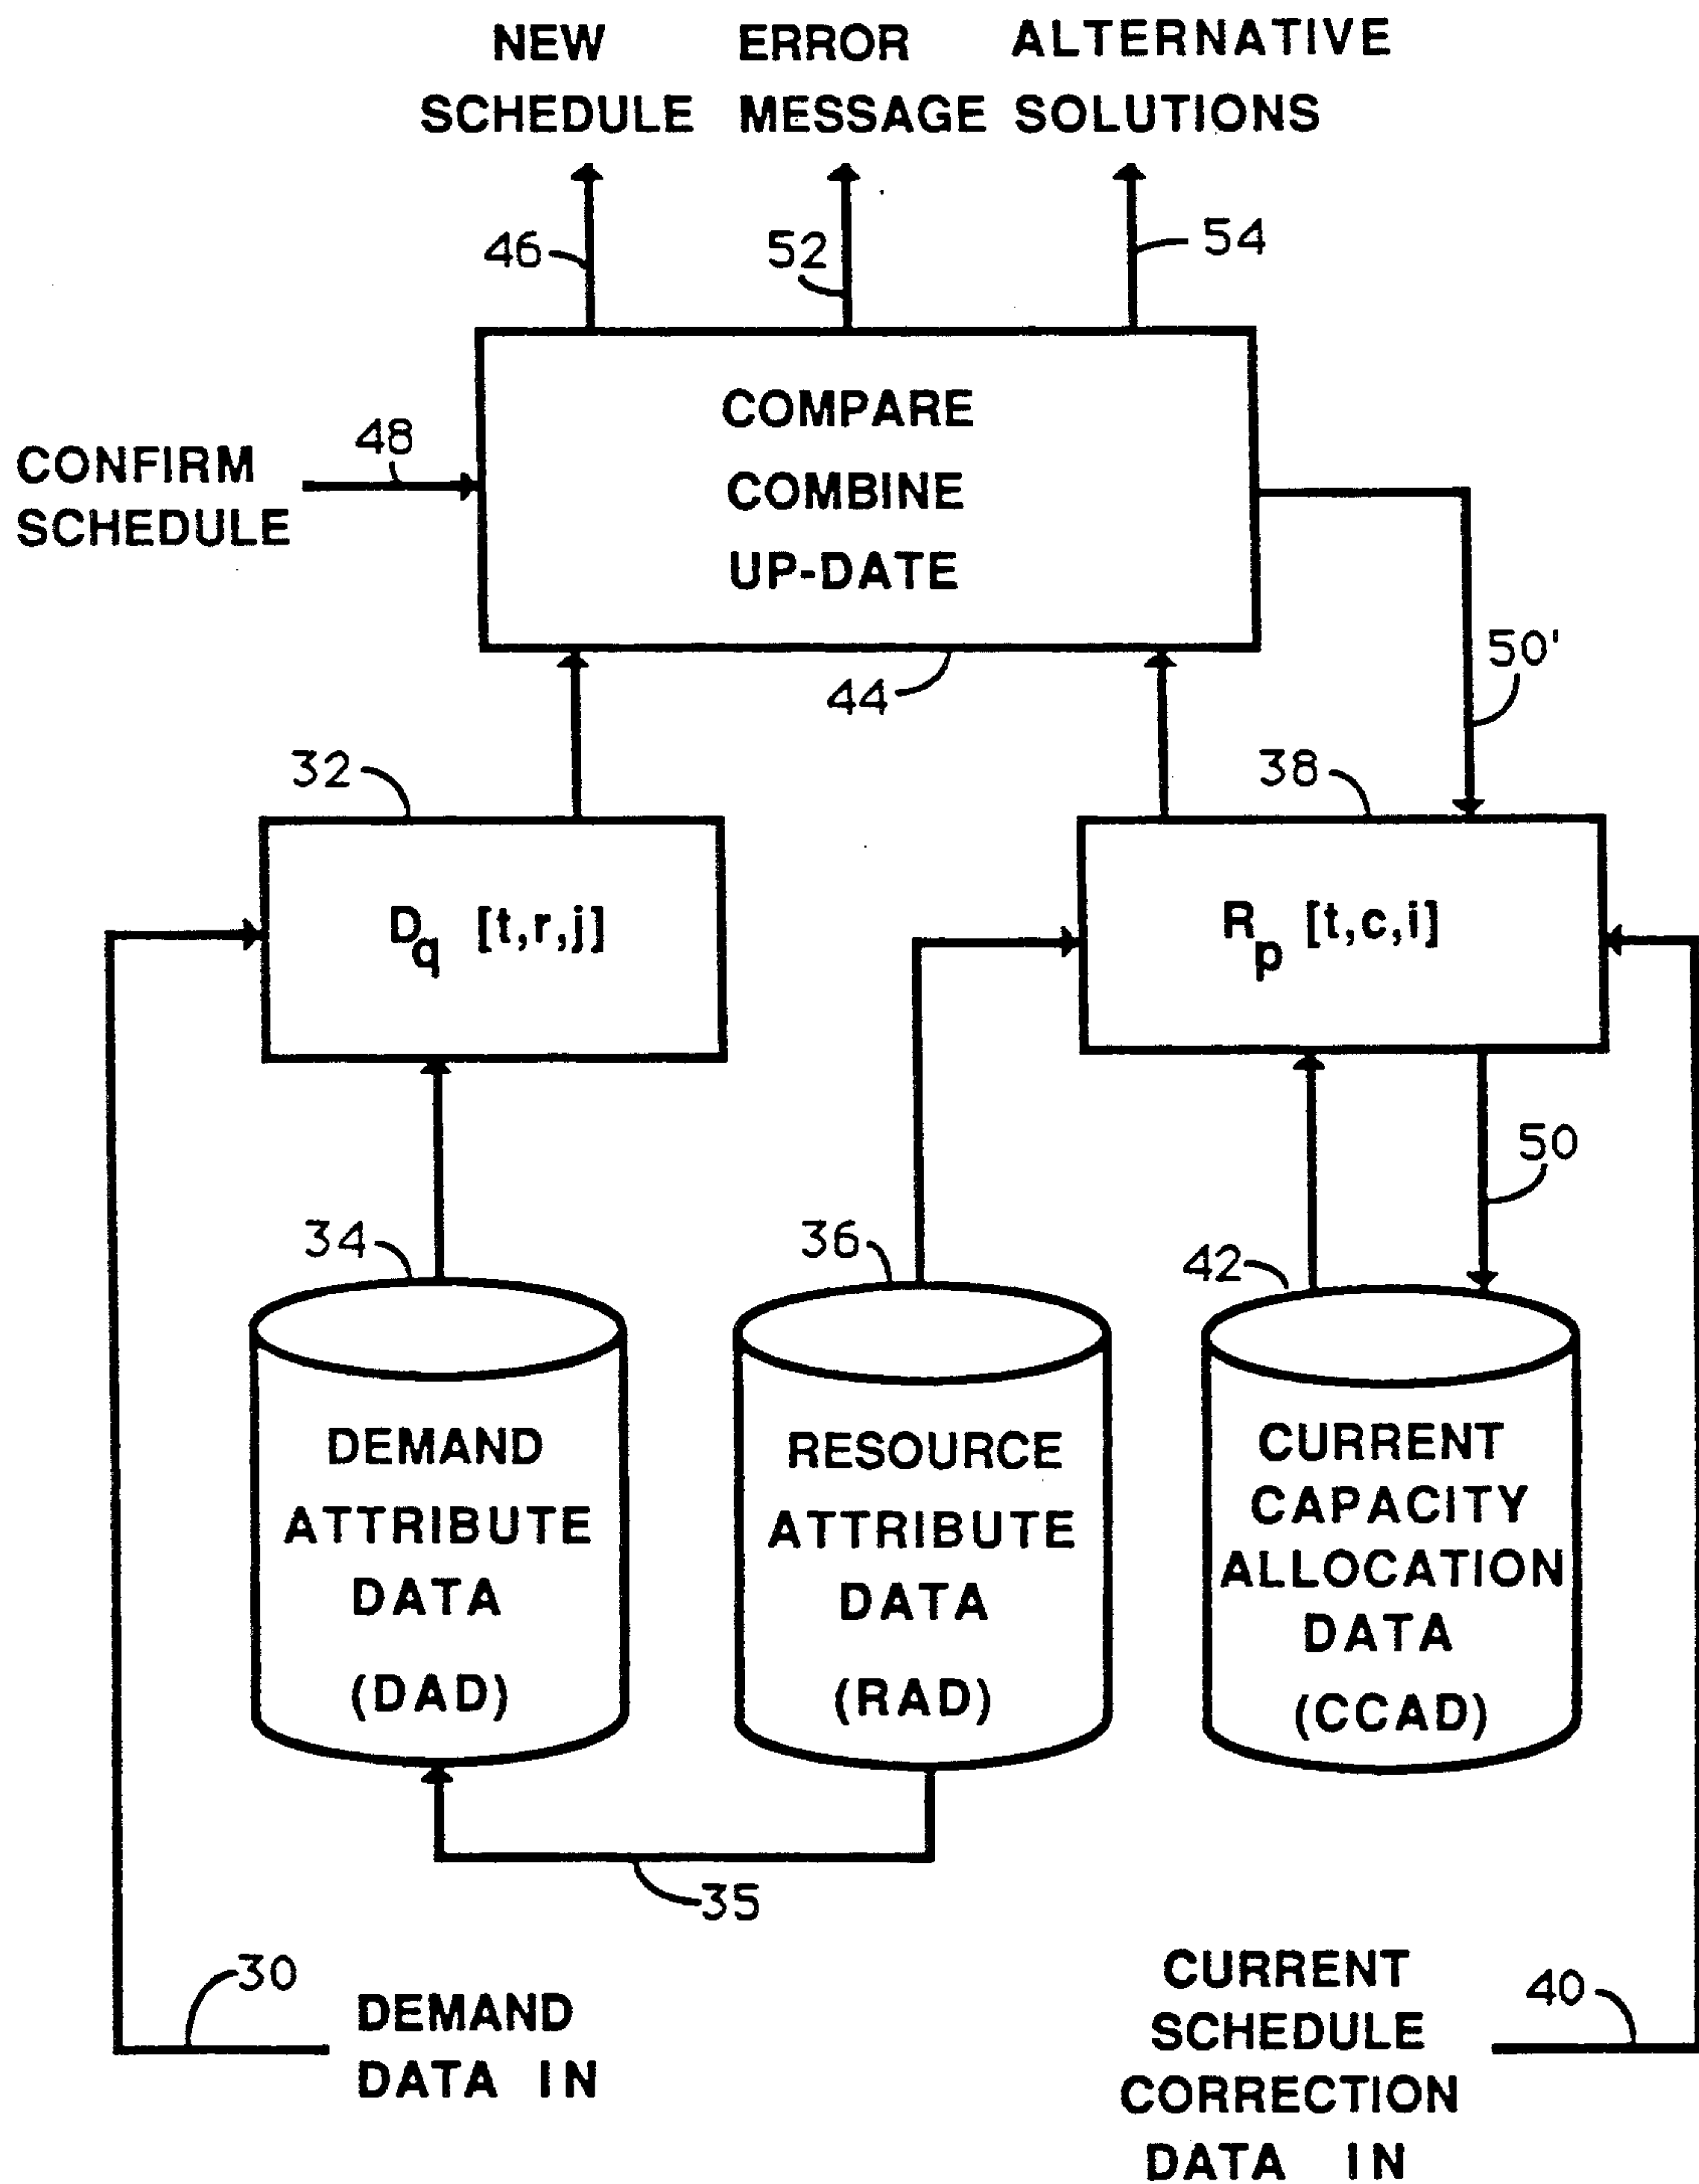 NEW
SCHEDULE
ERROR
MESSAGE
ALTERNATIVE
SOLUTIONS
46
52
54
CONFIRM
SCHEDULE
48
COMPARE
COMBINE
UP-DATE
44
50'
32
38
Dq [t,r,j]
Rp [t,c,i]
50
34
36
42
DEMAND
ATTRIBUTE
DATA
(DAD)
RESOURCE
ATTRIBUTE
DATA
(RAD)
CURRENT
CAPACITY
ALLOCATION
DATA
(CCAD)
35
30
DEMAND
DATA IN
CURRENT
SCHEDULE
CORRECTION
DATA IN
40